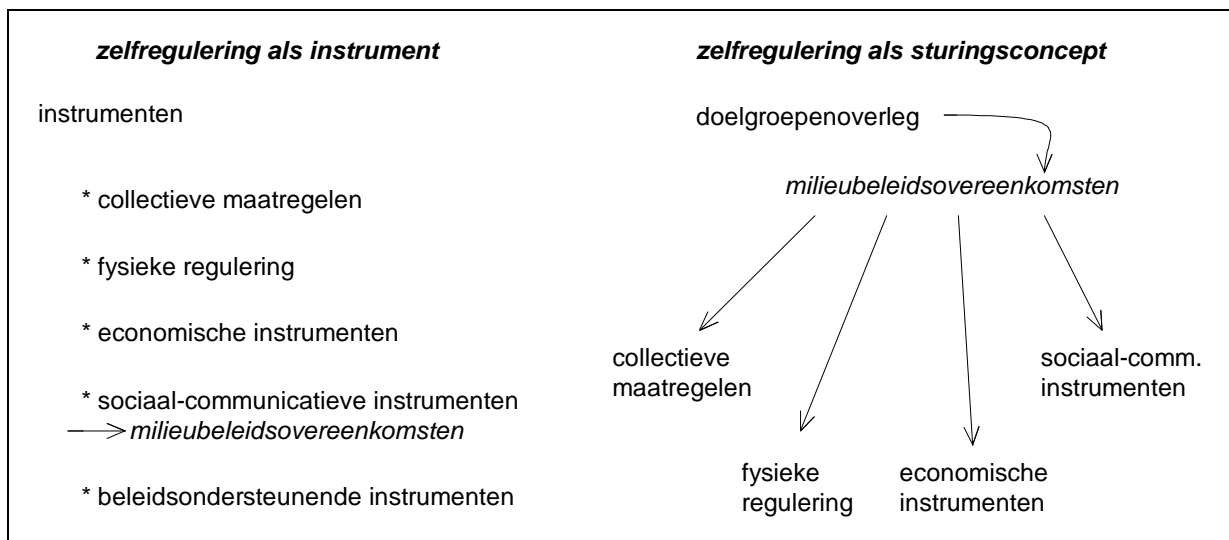 zelfregulering als instrument
instrumenten
* collectieve maatregelen
* fysieke regulering
* economische instrumenten
* sociaal-communicatieve instrumenten
milieubeleidsovereenkomsten
* beleidsondersteunende instrumenten
zelfregulering als sturingsconcept
doelgroepenoverleg
milieubeleidsovereenkomsten
collectieve
maatregelen
fysieke
regulering
economische
instrumenten
sociaal-comm.
instrumenten